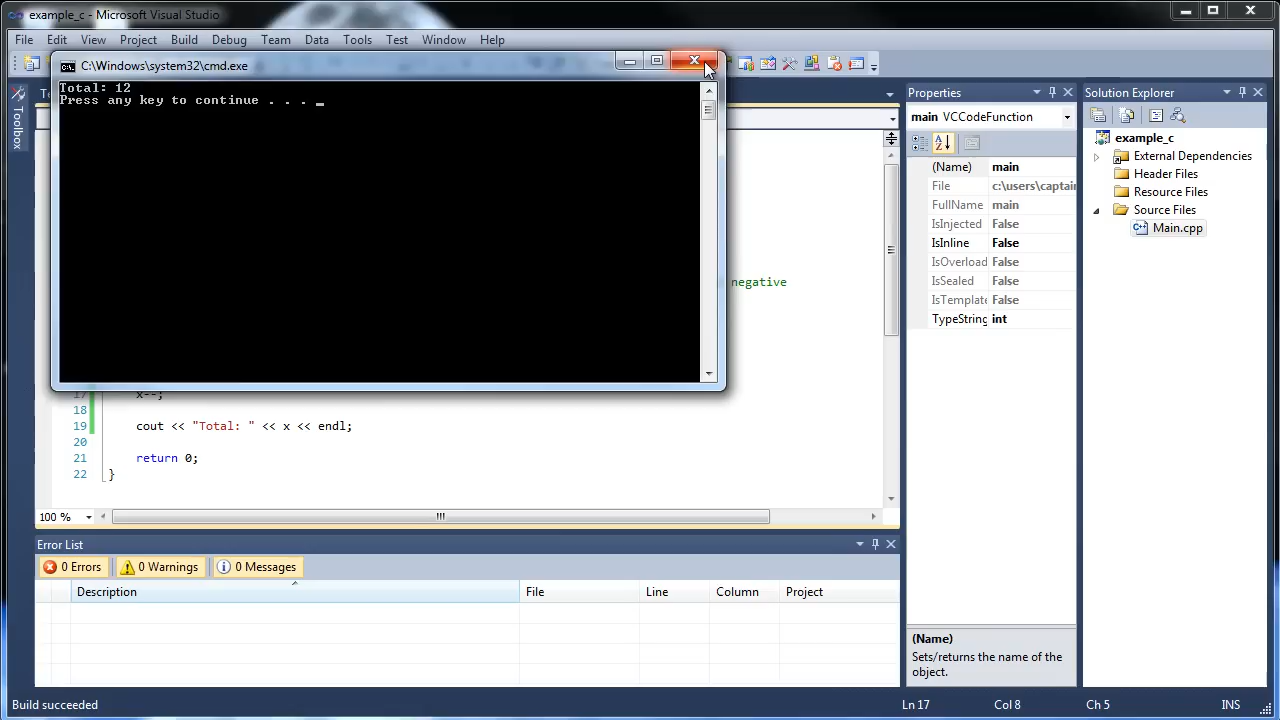 example_c - Microsoft Visual Studio
File Edit View Project Build Debug Team Data Tools Test Window Help
C:\Windows\system32\cmd.exe
Total: 12
Press any key to continue . . . _
Toolbox
negative
17 x--;
18
19 cout << "Total: " << x << endl;
20
21 return 0;
22 }
100 %
Properties
main VCCodeFunction
(Name) main
File c:\users\captain
FullName main
IsInjected False
IsInline False
IsOverload False
IsSealed False
IsTemplate False
TypeString int
(Name)
Sets/returns the name of the
object.
Solution Explorer
example_c
External Dependencies
Header Files
Resource Files
Source Files
Main.cpp
Error List
0 Errors 0 Warnings 0 Messages
Description File Line Column Project
Build succeeded Ln 17 Col 8 Ch 5 INS